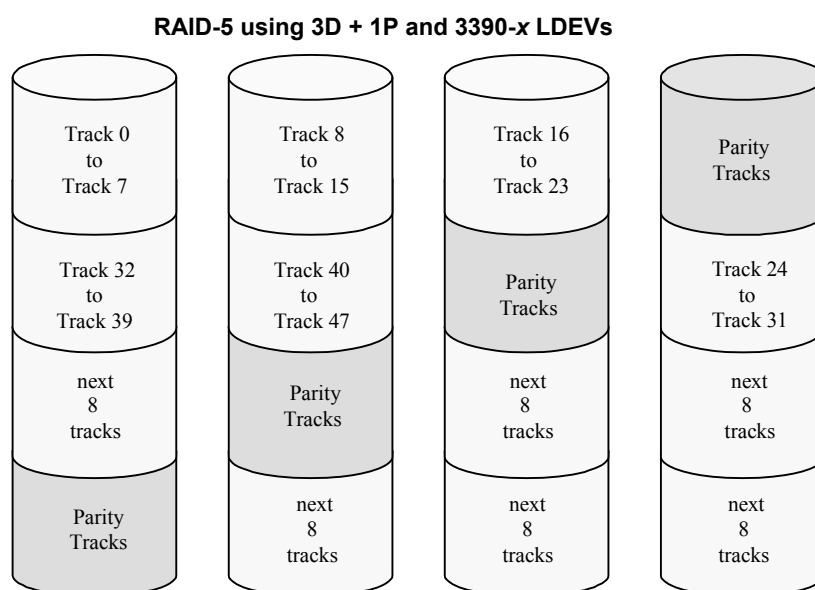 RAID-5 using 3D + 1P and 3390-x LDEVs
Track 0
to
Track 7
Track 8
to
Track 15
Track 16
to
Track 23
Parity
Tracks
Track 32
to
Track 39
Track 40
to
Track 47
Parity
Tracks
Track 24
to
Track 31
next
8
tracks
Parity
Tracks
next
8
tracks
next
8
tracks
Parity
Tracks
next
8
tracks
next
8
tracks
next
8
tracks